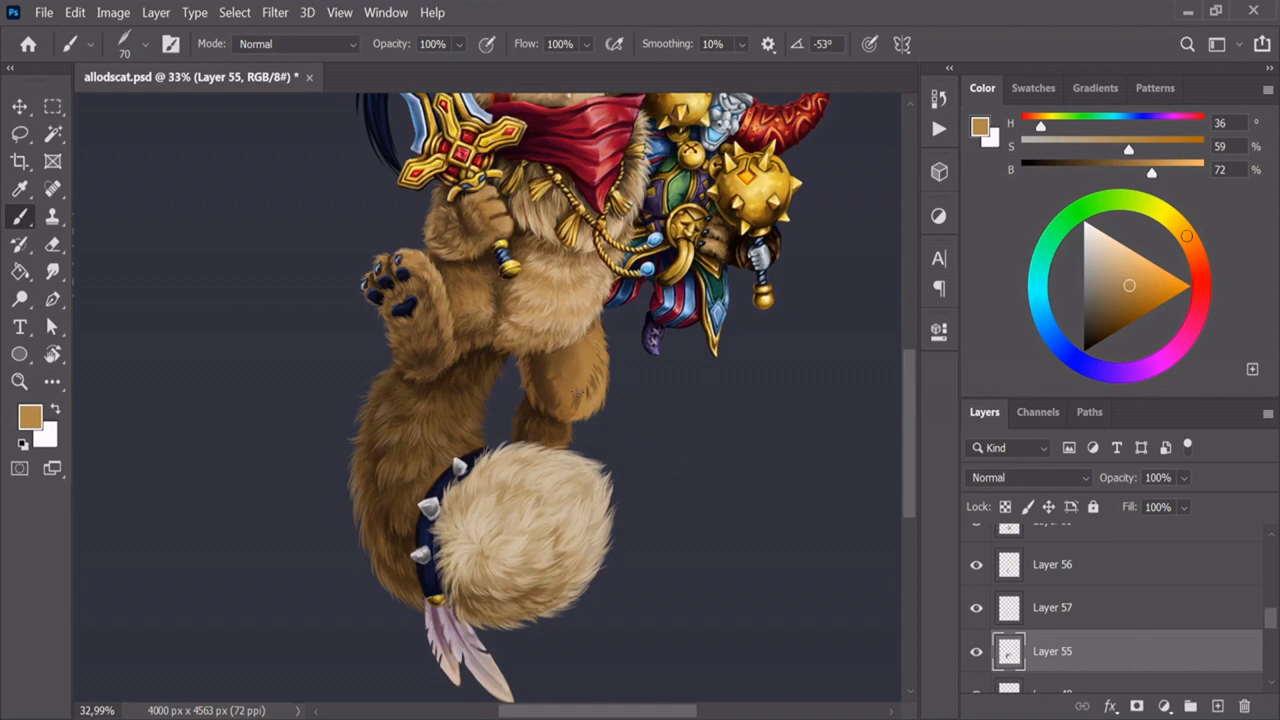 Ps File Edit Image Layer Type Select Filter 3D View Window Help
70 Mode: Normal Opacity: 100% Flow: 100% Smoothing: 10% -53°
allodscat.psd @ 33% (Layer 55, RGB/8#) *
Color Swatches Gradients Patterns
H 36 °
S 59 %
B 72 %
Layers Channels Paths
Kind
Normal Opacity: 100%
Lock: Fill: 100%
Layer 56
Layer 57
Layer 55
32,99% 4000 px x 4563 px (72 ppi)